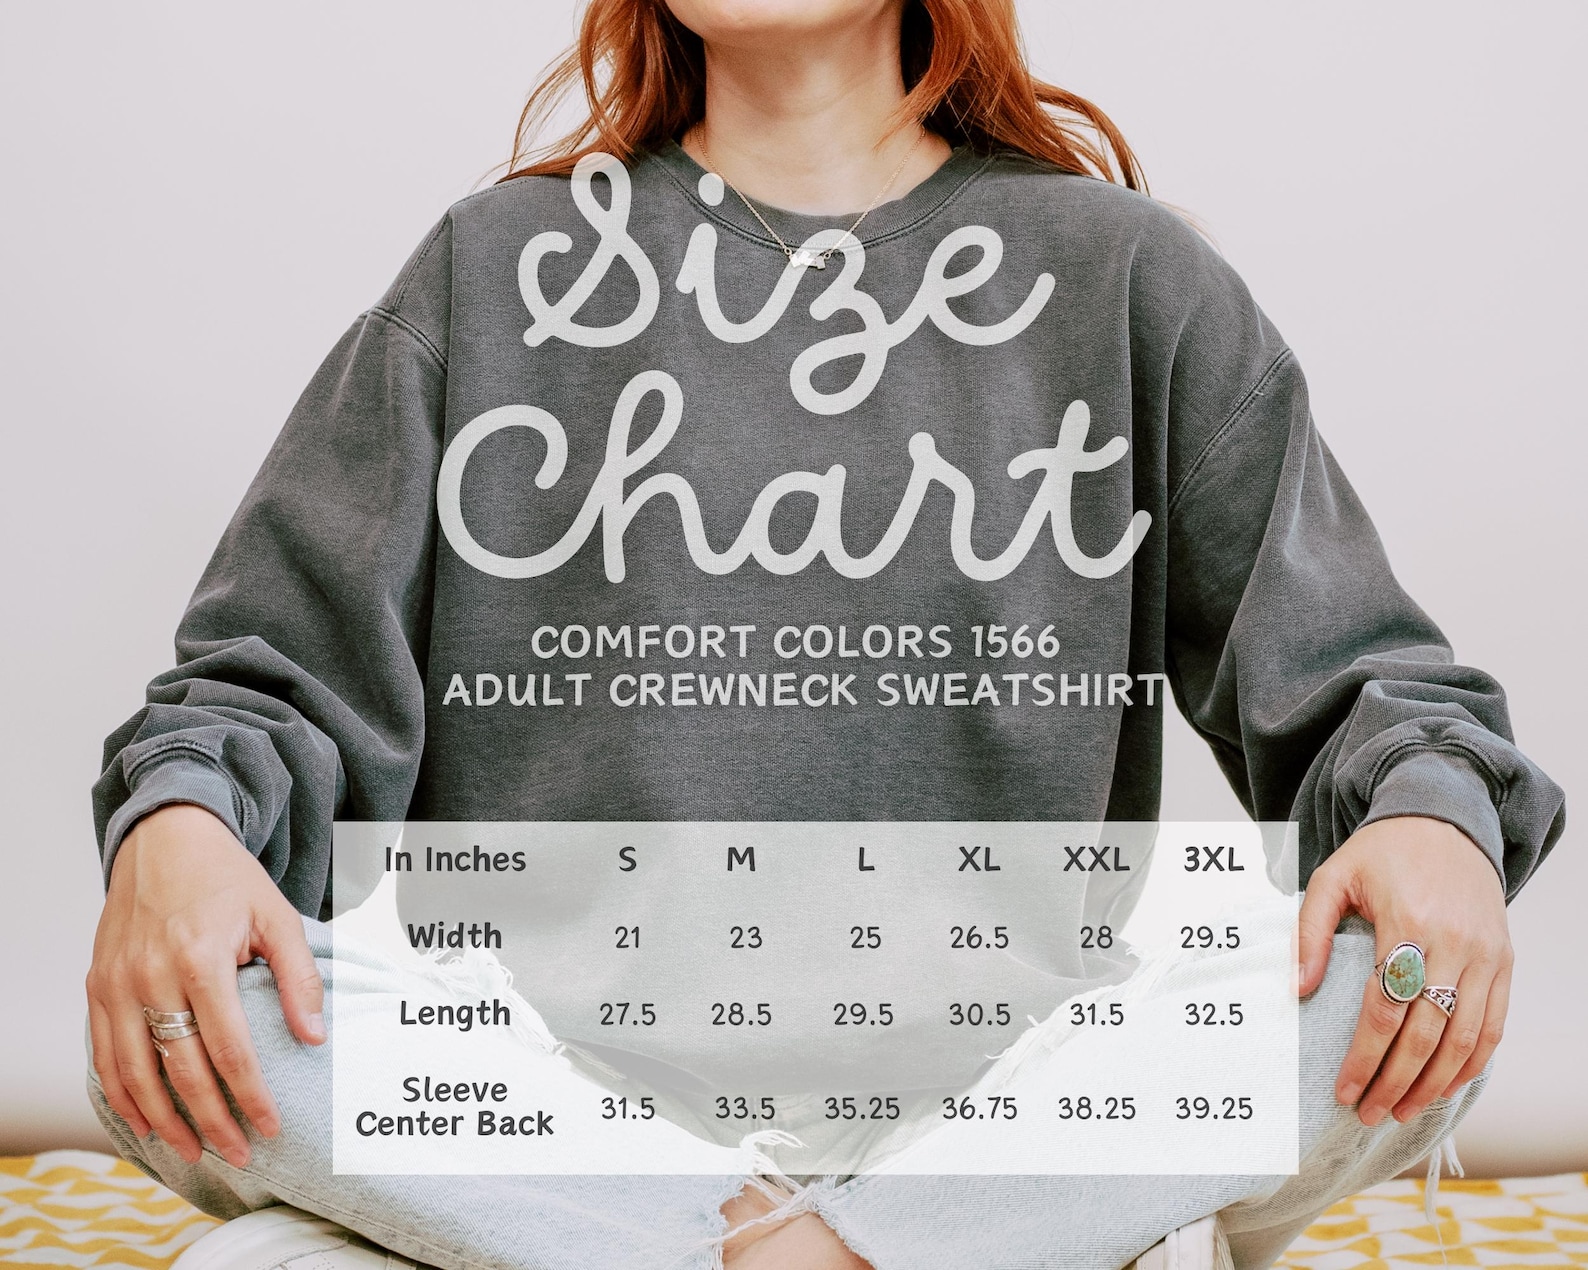 Size
Chart
COMFORT COLORS 1566
ADULT CREWNECK SWEATSHIRT
In Inches S M L XL XXL 3XL
Width 21 23 25 26.5 28 29.5
Length 27.5 28.5 29.5 30.5 31.5 32.5
Sleeve
Center Back 31.5 33.5 35.25 36.75 38.25 39.25